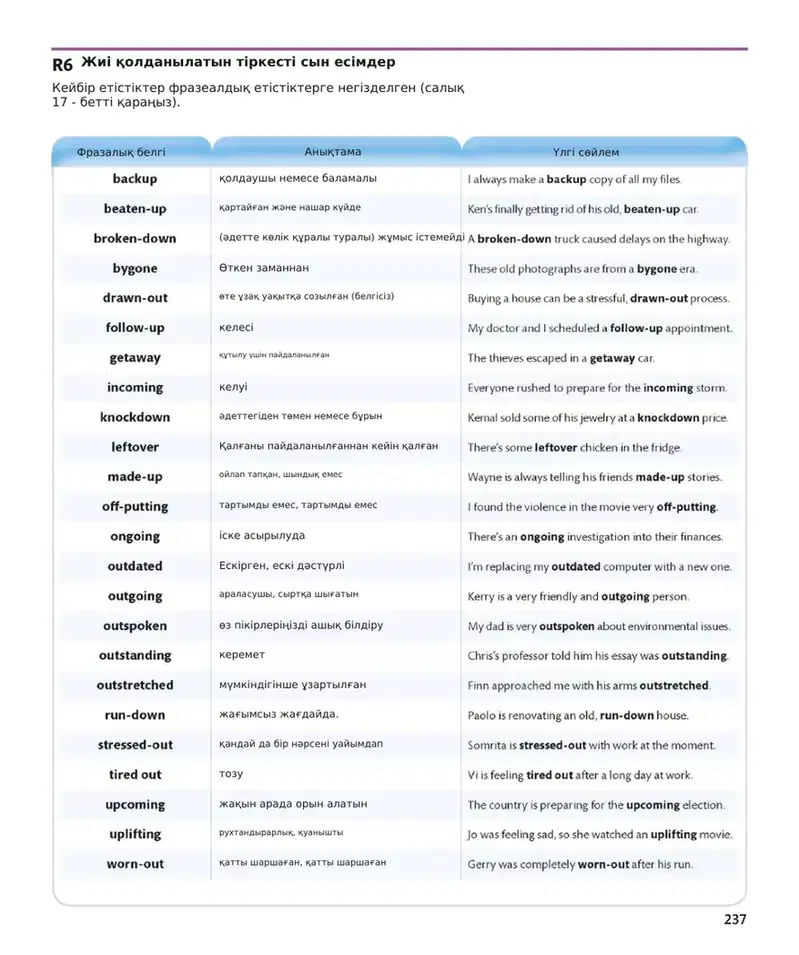 R6 Жиі қолданылатын тіркесті сын есімдер
Кейбір етістіктер фразеалдық етістіктерге негізделген (салық
17 - бетті қараңыз).
Фразалық белгі Анықтама Үлгі сөйлем
backup қолдаушы немесе баламалы I always make a backup copy of all my files.
beaten-up қартайған және нашар күйде Ken's finally getting rid of his old, beaten-up car.
broken-down (әдетте көлік құралы туралы) жұмыс істемейді A broken-down truck caused delays on the highway.
bygone Өткен заманнан These old photographs are from a bygone era.
drawn-out өте ұзақ уақытқа созылған (белгісіз) Buying a house can be a stressful, drawn-out process.
follow-up келесі My doctor and I scheduled a follow-up appointment.
getaway құтылу үшін пайдаланылған The thieves escaped in a getaway car.
incoming келуі Everyone rushed to prepare for the incoming storm.
knockdown әдеттегіден төмен немесе бұрын Kemal sold some of his jewelry at a knockdown price.
leftover Қалғаны пайдаланылғаннан кейін қалған There's some leftover chicken in the fridge.
made-up ойлап тапқан, шындық емес Wayne is always telling his friends made-up stories.
off-putting тартымды емес, тартымды емес I found the violence in the movie very off-putting.
ongoing іске асырылуда There's an ongoing investigation into their finances.
outdated Ескірген, ескі дәстүрлі I'm replacing my outdated computer with a new one.
outgoing араласушы, сыртқа шығатын Kerry is a very friendly and outgoing person.
outspoken өз пікірлеріңізді ашық білдіру My dad is very outspoken about environmental issues.
outstanding керемет Chris's professor told him his essay was outstanding.
outstretched мүмкіндігінше ұзартылған Finn approached me with his arms outstretched.
run-down жағымсыз жағдайда. Paolo is renovating an old, run-down house.
stressed-out қандай да бір нәрсені уайымдап Somrita is stressed-out with work at the moment.
tired out тозу Vi is feeling tired out after a long day at work.
upcoming жақын арада орын алатын The country is preparing for the upcoming election.
uplifting рухтандырарлық, қуанышты Jo was feeling sad, so she watched an uplifting movie.
worn-out қатты шаршаған, қатты шаршаған Gerry was completely worn-out after his run.
237